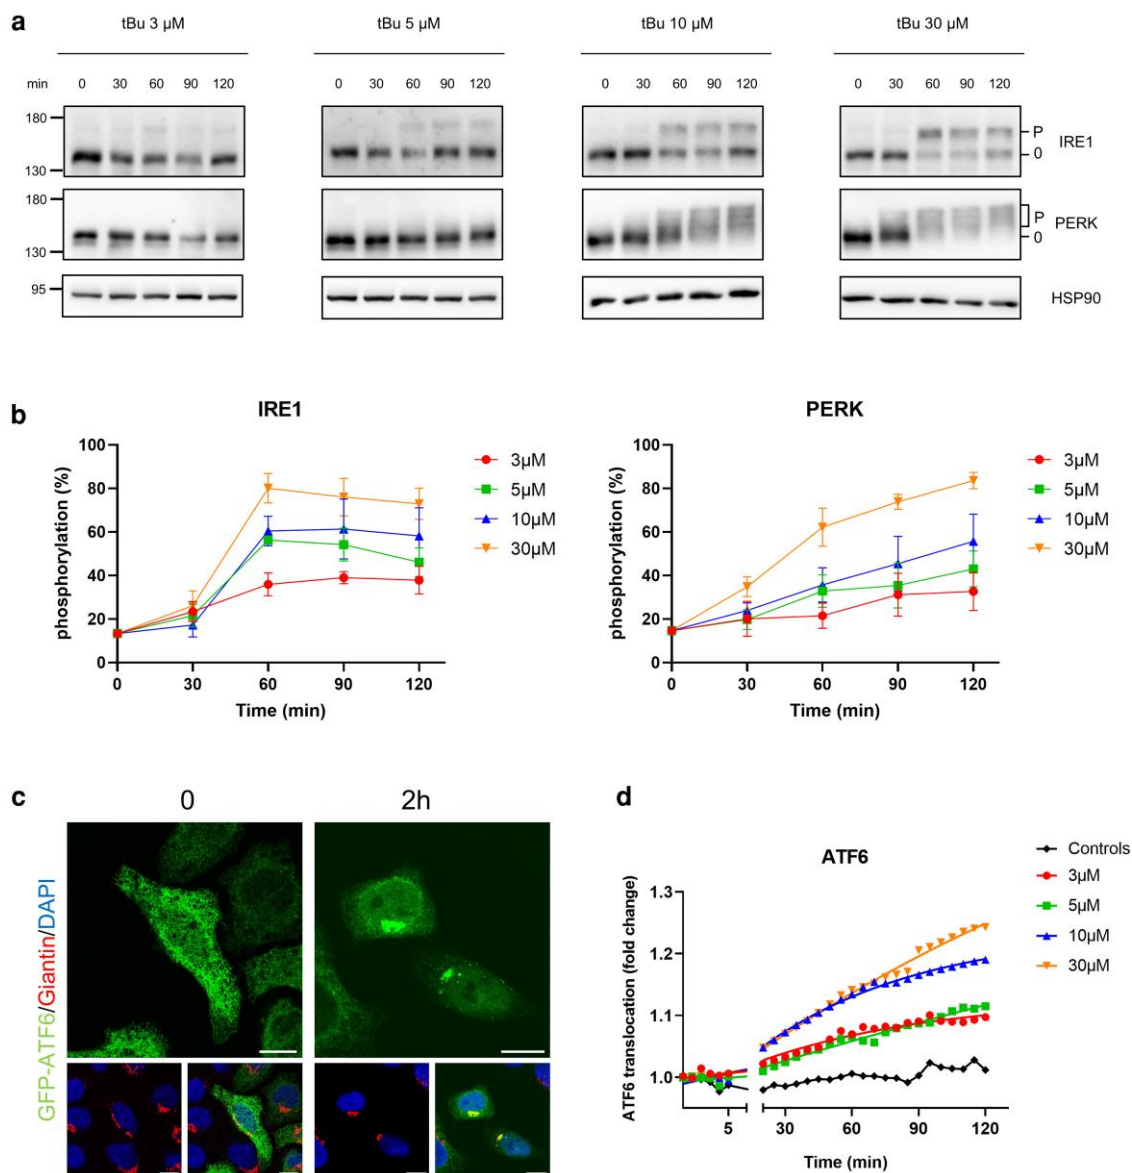 a
tBu 3 µM tBu 5 µM tBu 10 µM tBu 30 µM
min 0 30 60 90 120 0 30 60 90 120 0 30 60 90 120 0 30 60 90 120
180
130
P
0
IRE1
180
130
P
0
PERK
95
HSP90
b
IRE1
phosphorylation (%)
100
80
60
40
20
0
0 30 60 90 120
Time (min)
3µM
5µM
10µM
30µM
PERK
phosphorylation (%)
100
80
60
40
20
0
0 30 60 90 120
Time (min)
3µM
5µM
10µM
30µM
c
0 2h
GFP-ATF6/Giantin/DAPI
d
ATF6
ATF6 translocation (fold change)
1.3
1.2
1.1
1.0
5 30 60 90 120
Time (min)
Controls
3µM
5µM
10µM
30µM